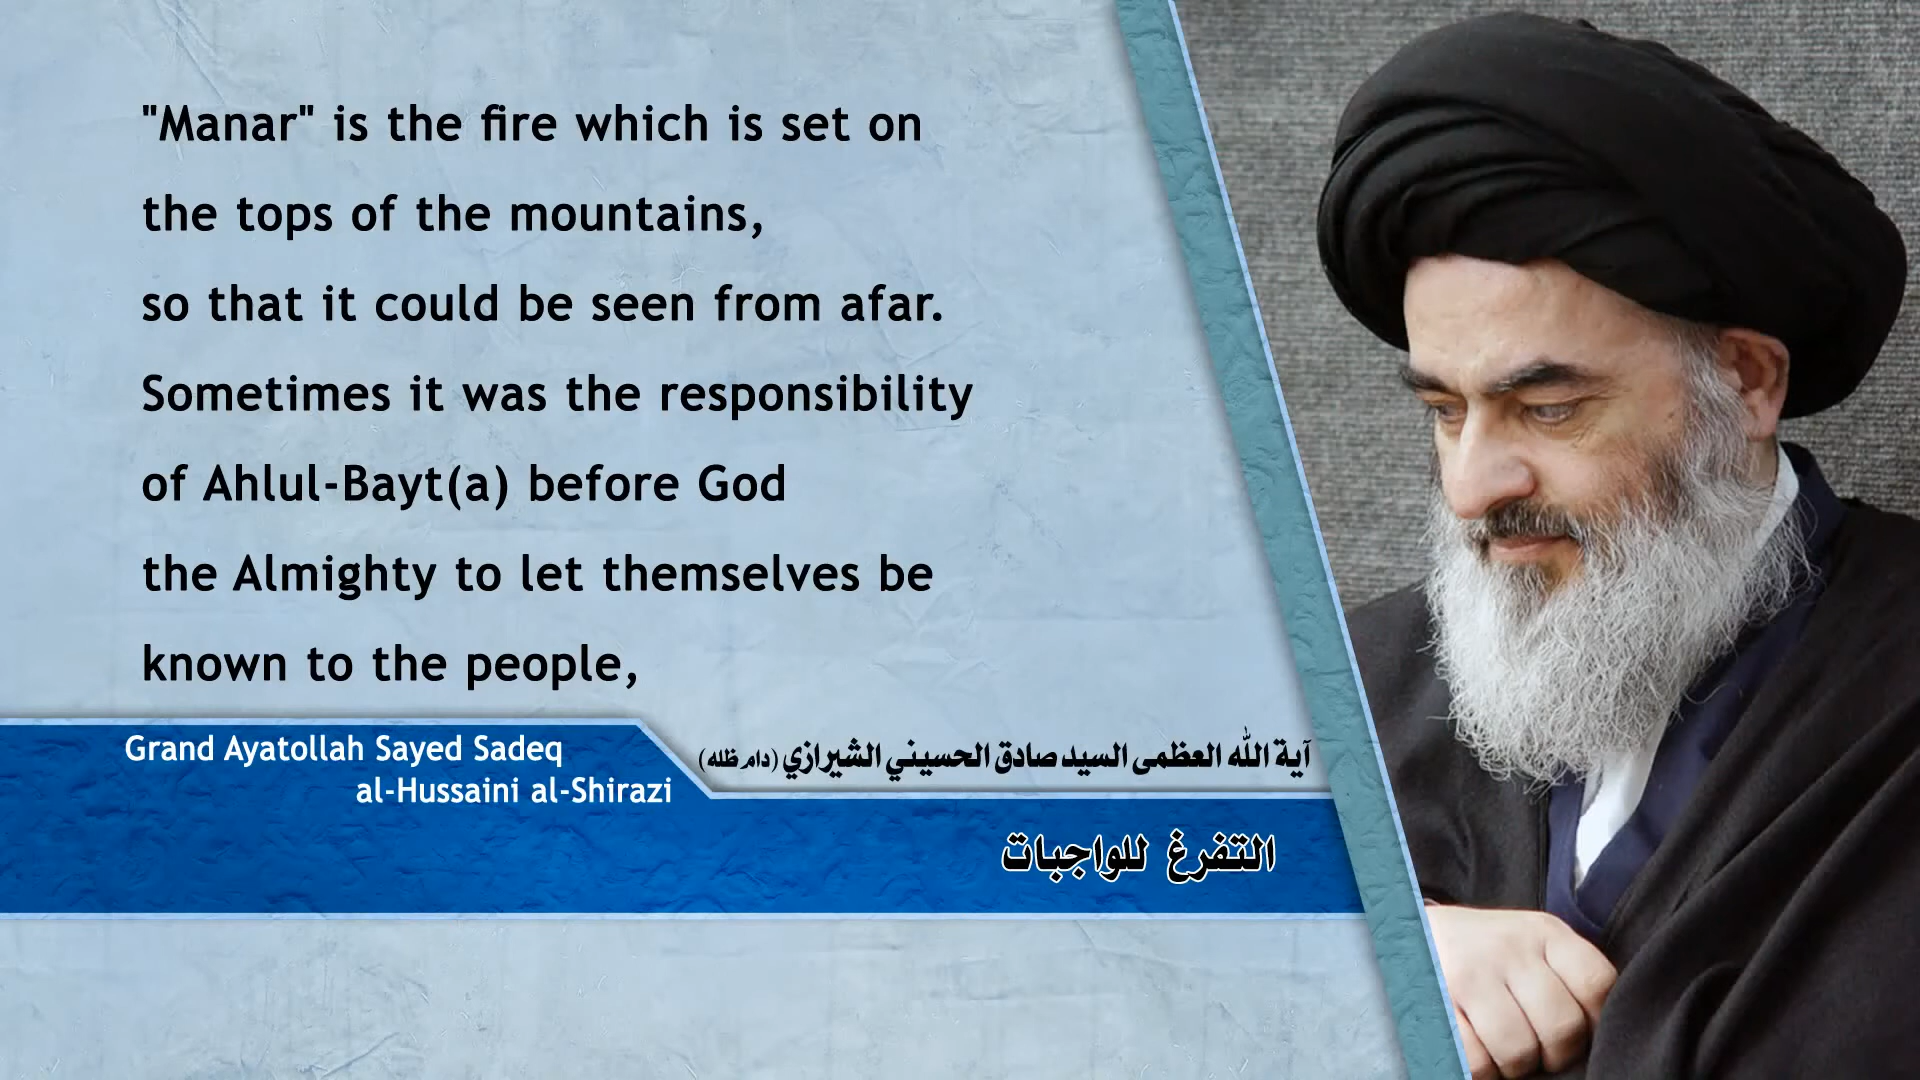 "Manar" is the fire which is set on
the tops of the mountains,
so that it could be seen from afar.
Sometimes it was the responsibility
of Ahlul-Bayt(a) before God
the Almighty to let themselves be
known to the people,
Grand Ayatollah Sayed Sadeq
al-Hussaini al-Shirazi
آية الله العظمى السيد صادق الحسيني الشيرازي (دام ظله)
التفرغ للواجبات